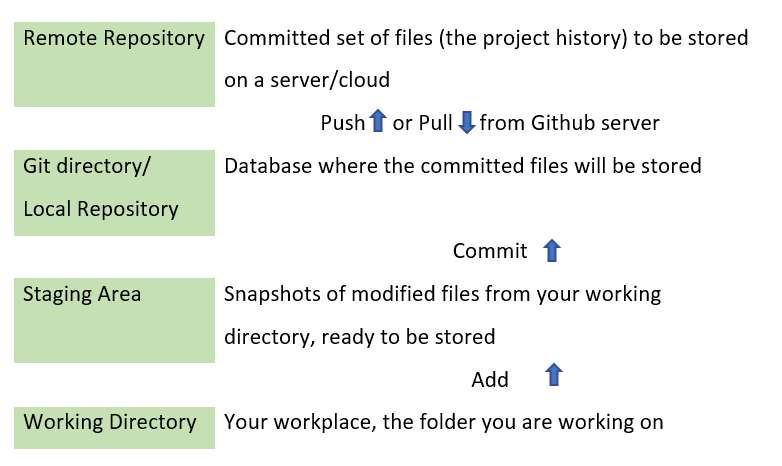 Remote Repository Committed set of files (the project history) to be stored
on a server/cloud
Push or Pull from Github server
Git directory/ Database where the committed files will be stored
Local Repository
Commit
Staging Area Snapshots of modified files from your working
directory, ready to be stored
Add
Working Directory Your workplace, the folder you are working on